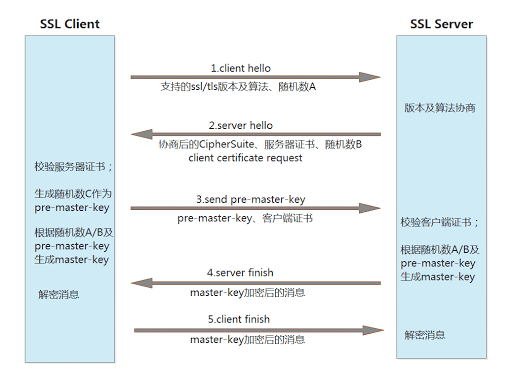 SSL Client
SSL Server
1.client hello
支持的ssl/tls版本及算法、随机数A
版本及算法协商
2.server hello
协商后的CipherSuite、服务器证书、随机数B
client certificate request
校验服务器证书；
生成随机数C作为
pre-master-key
3.send pre-master-key
pre-master-key、客户端证书
根据随机数A/B及
pre-master-key
生成master-key
校验客户端证书；
根据随机数A/B及
pre-master-key
生成master-key
4.server finish
master-key加密后的消息
解密消息
5.client finish
master-key加密后的消息
解密消息